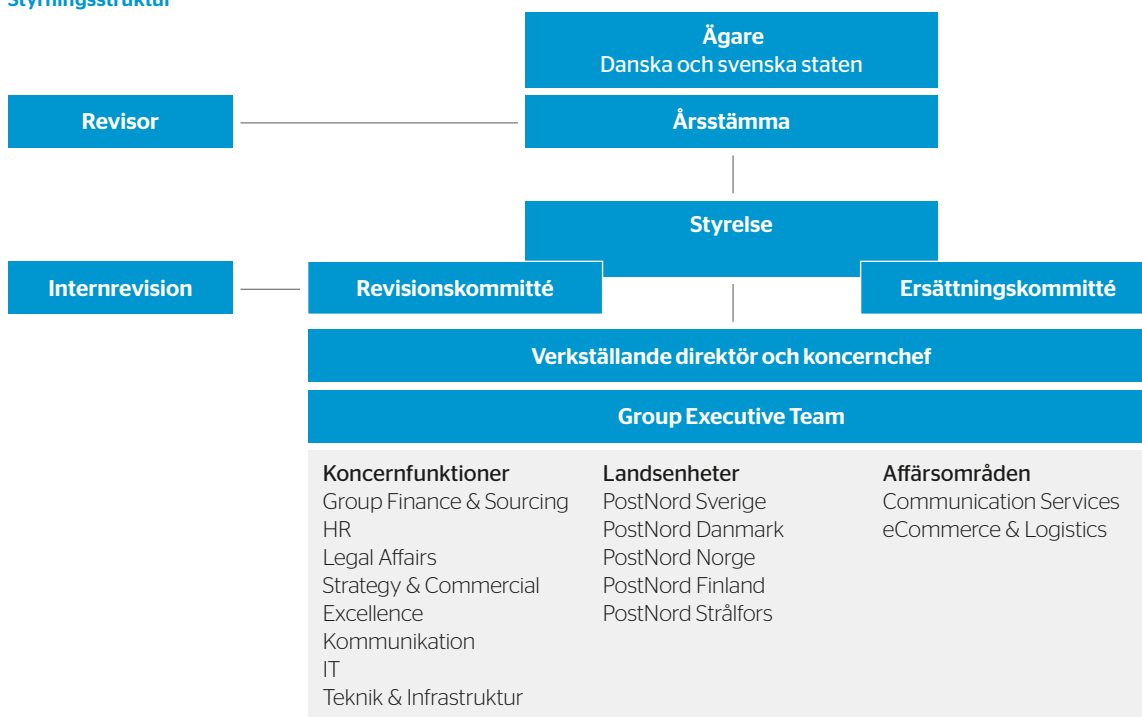 Styrningsstruktur
Ägare
Danska och svenska staten
Revisor
Årsstämma
Styrelse
Internrevision
Revisionskommitté
Ersättningskommitté
Verkställande direktör och koncernchef
Group Executive Team
Koncernfunktioner
Group Finance & Sourcing
HR
Legal Affairs
Strategy & Commercial
Excellence
Kommunikation
IT
Teknik & Infrastruktur
Landsenheter
PostNord Sverige
PostNord Danmark
PostNord Norge
PostNord Finland
PostNord Strålfors
Affärsområden
Communication Services
eCommerce & Logistics